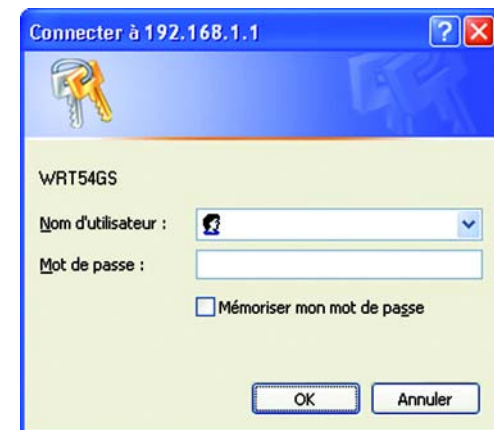 Connecter à 192.168.1.1
WRT54GS
Nom d'utilisateur :
Mot de passe :
Mémoriser mon mot de passe
OK
Annuler